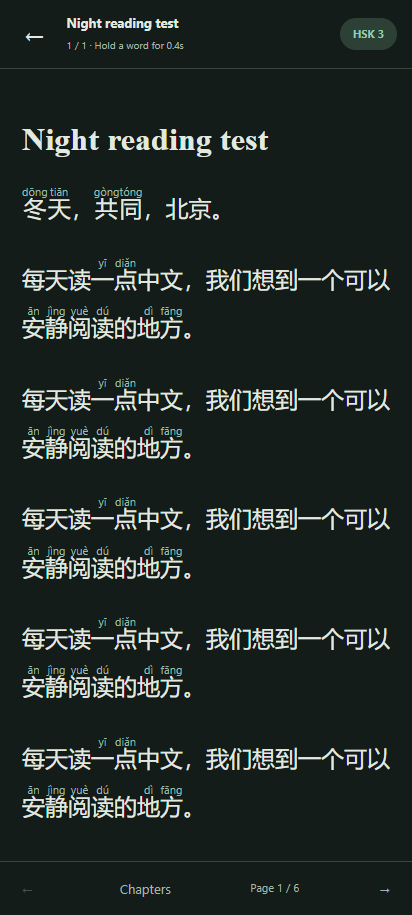 ←
Night reading test
1 / 1 · Hold a word for 0.4s
HSK 3
Night reading test
dōng tiān gòngtóng
冬天，共同，北京。
yī diǎn
每天读一点中文，我们想到一个可以
ān jìng yuè dú dì fāng
安静阅读的地方。
yī diǎn
每天读一点中文，我们想到一个可以
ān jìng yuè dú dì fāng
安静阅读的地方。
yī diǎn
每天读一点中文，我们想到一个可以
ān jìng yuè dú dì fāng
安静阅读的地方。
yī diǎn
每天读一点中文，我们想到一个可以
ān jìng yuè dú dì fāng
安静阅读的地方。
yī diǎn
每天读一点中文，我们想到一个可以
ān jìng yuè dú dì fāng
安静阅读的地方。
← Chapters Page 1 / 6 →